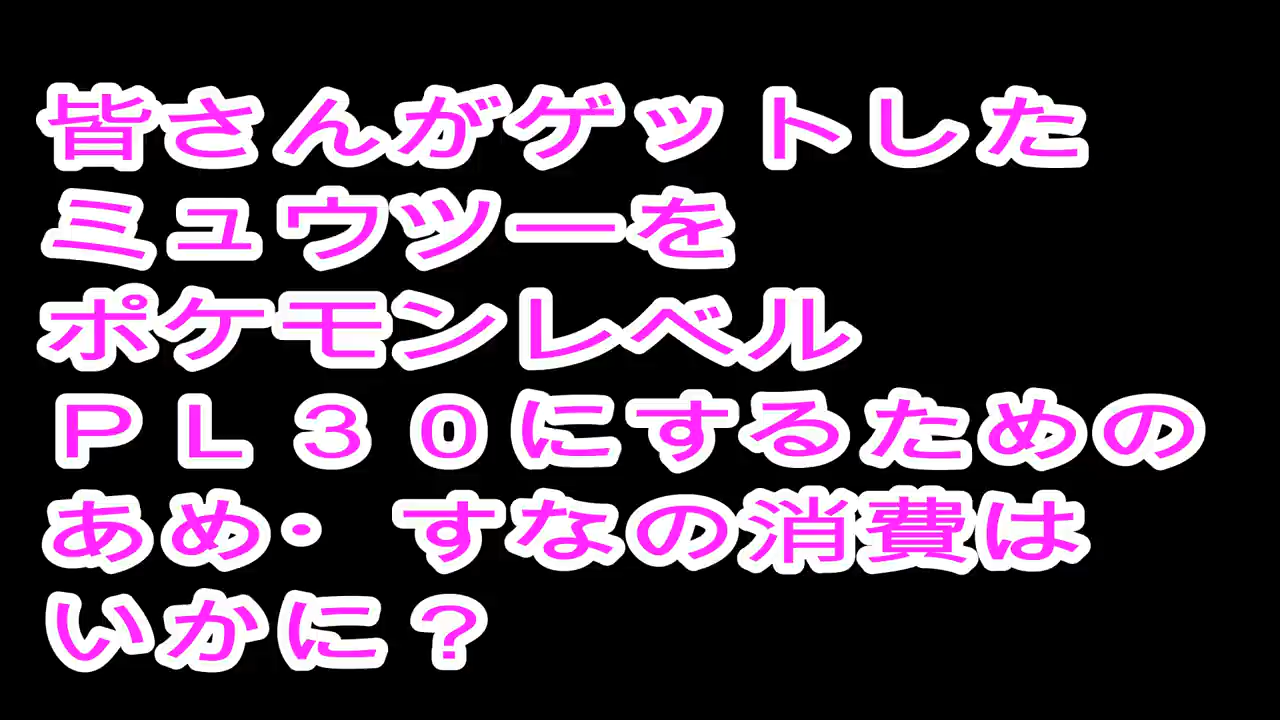 皆さんがゲットした
ミュウツーを
ポケモンレベル
ＰＬ３０にするための
あめ・すなの消費は
いかに？